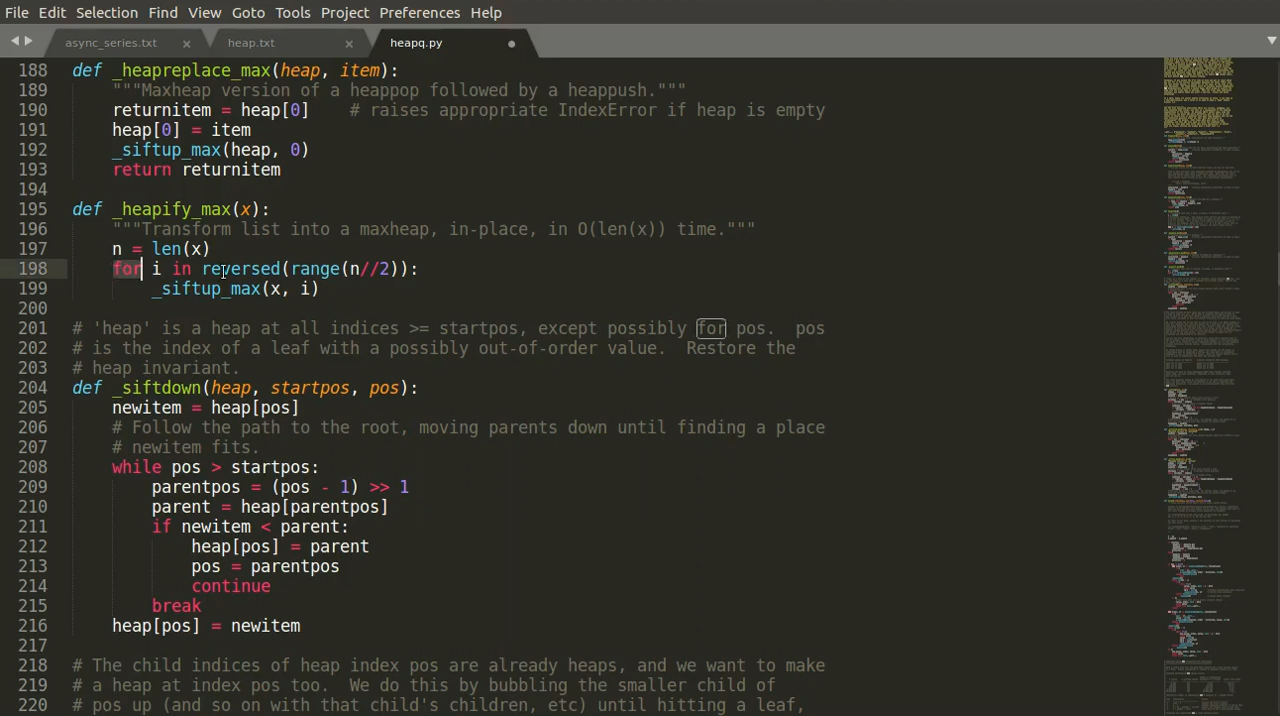 File Edit Selection Find View Goto Tools Project Preferences Help
async_series.txt × heap.txt × heapq.py
188 def _heapreplace_max(heap, item):
189 """Maxheap version of a heappop followed by a heappush."""
190 returnitem = heap[0] # raises appropriate IndexError if heap is empty
191 heap[0] = item
192 _siftup_max(heap, 0)
193 return returnitem
194
195 def _heapify_max(x):
196 """Transform list into a maxheap, in-place, in O(len(x)) time."""
197 n = len(x)
198 for i in reversed(range(n//2)):
199 _siftup_max(x, i)
200
201 # 'heap' is a heap at all indices >= startpos, except possibly for pos. pos
202 # is the index of a leaf with a possibly out-of-order value. Restore the
203 # heap invariant.
204 def _siftdown(heap, startpos, pos):
205 newitem = heap[pos]
206 # Follow the path to the root, moving parents down until finding a place
207 # newitem fits.
208 while pos > startpos:
209 parentpos = (pos - 1) >> 1
210 parent = heap[parentpos]
211 if newitem < parent:
212 heap[pos] = parent
213 pos = parentpos
214 continue
215 break
216 heap[pos] = newitem
217
218 # The child indices of heap index pos are already heaps, and we want to make
219 # a heap at index pos too. We do this by bubbling the smaller child of
220 # pos up (and so on with that child's children, etc) until hitting a leaf,